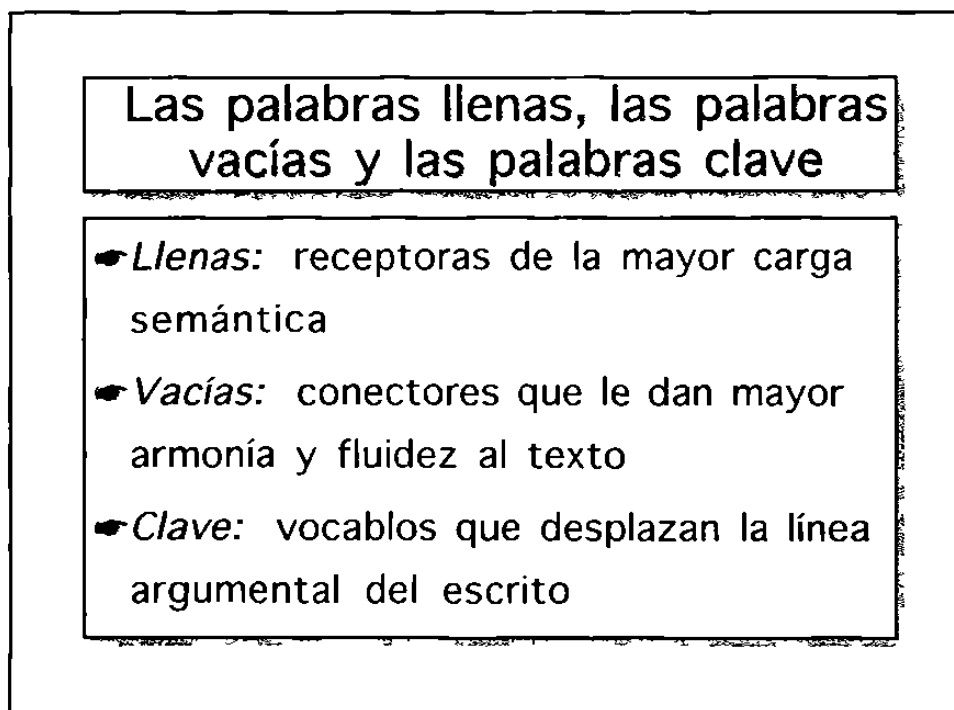 Las palabras llenas, las palabras
vacías y las palabras clave
Llenas: receptoras de la mayor carga
semántica
Vacías: conectores que le dan mayor
armonía y fluidez al texto
Clave: vocablos que desplazan la línea
argumental del escrito